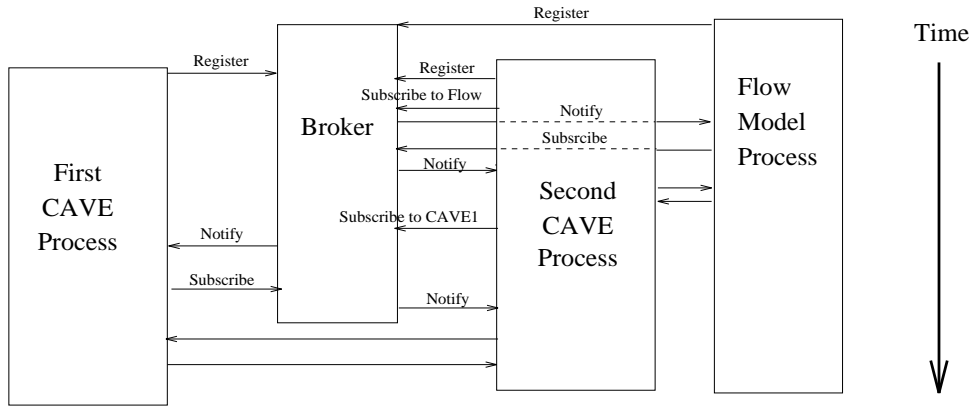 Register
Time
Register
Register
Subscribe to Flow
Notify
Flow
Model
Process
Broker
Subsrcibe
Notify
First
CAVE
Process
Second
CAVE
Process
Subscribe to CAVE1
Notify
Subscribe
Notify